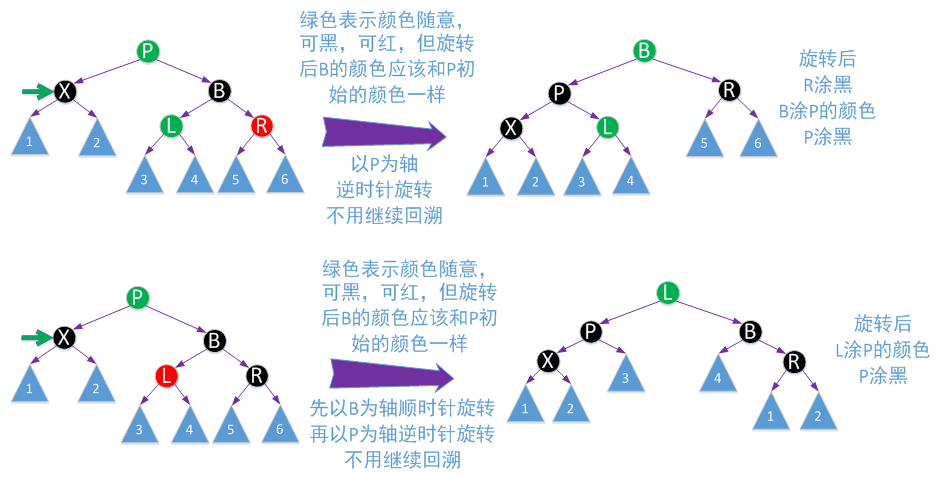 绿色表示颜色随意，
可黑，可红，但旋转
后B的颜色应该和P初
始的颜色一样
以P为轴
逆时针旋转
不用继续回溯
P
X
B
L
R
1
2
3
4
5
6
B
P
R
X
L
5
6
1
2
3
4
旋转后
R涂黑
B涂P的颜色
P涂黑
绿色表示颜色随意，
可黑，可红，但旋转
后B的颜色应该和P初
始的颜色一样
先以B为轴顺时针旋转
再以P为轴逆时针旋转
不用继续回溯
P
X
B
L
R
1
2
3
4
5
6
L
P
B
X
3
4
R
1
2
1
2
旋转后
L涂P的颜色
P涂黑